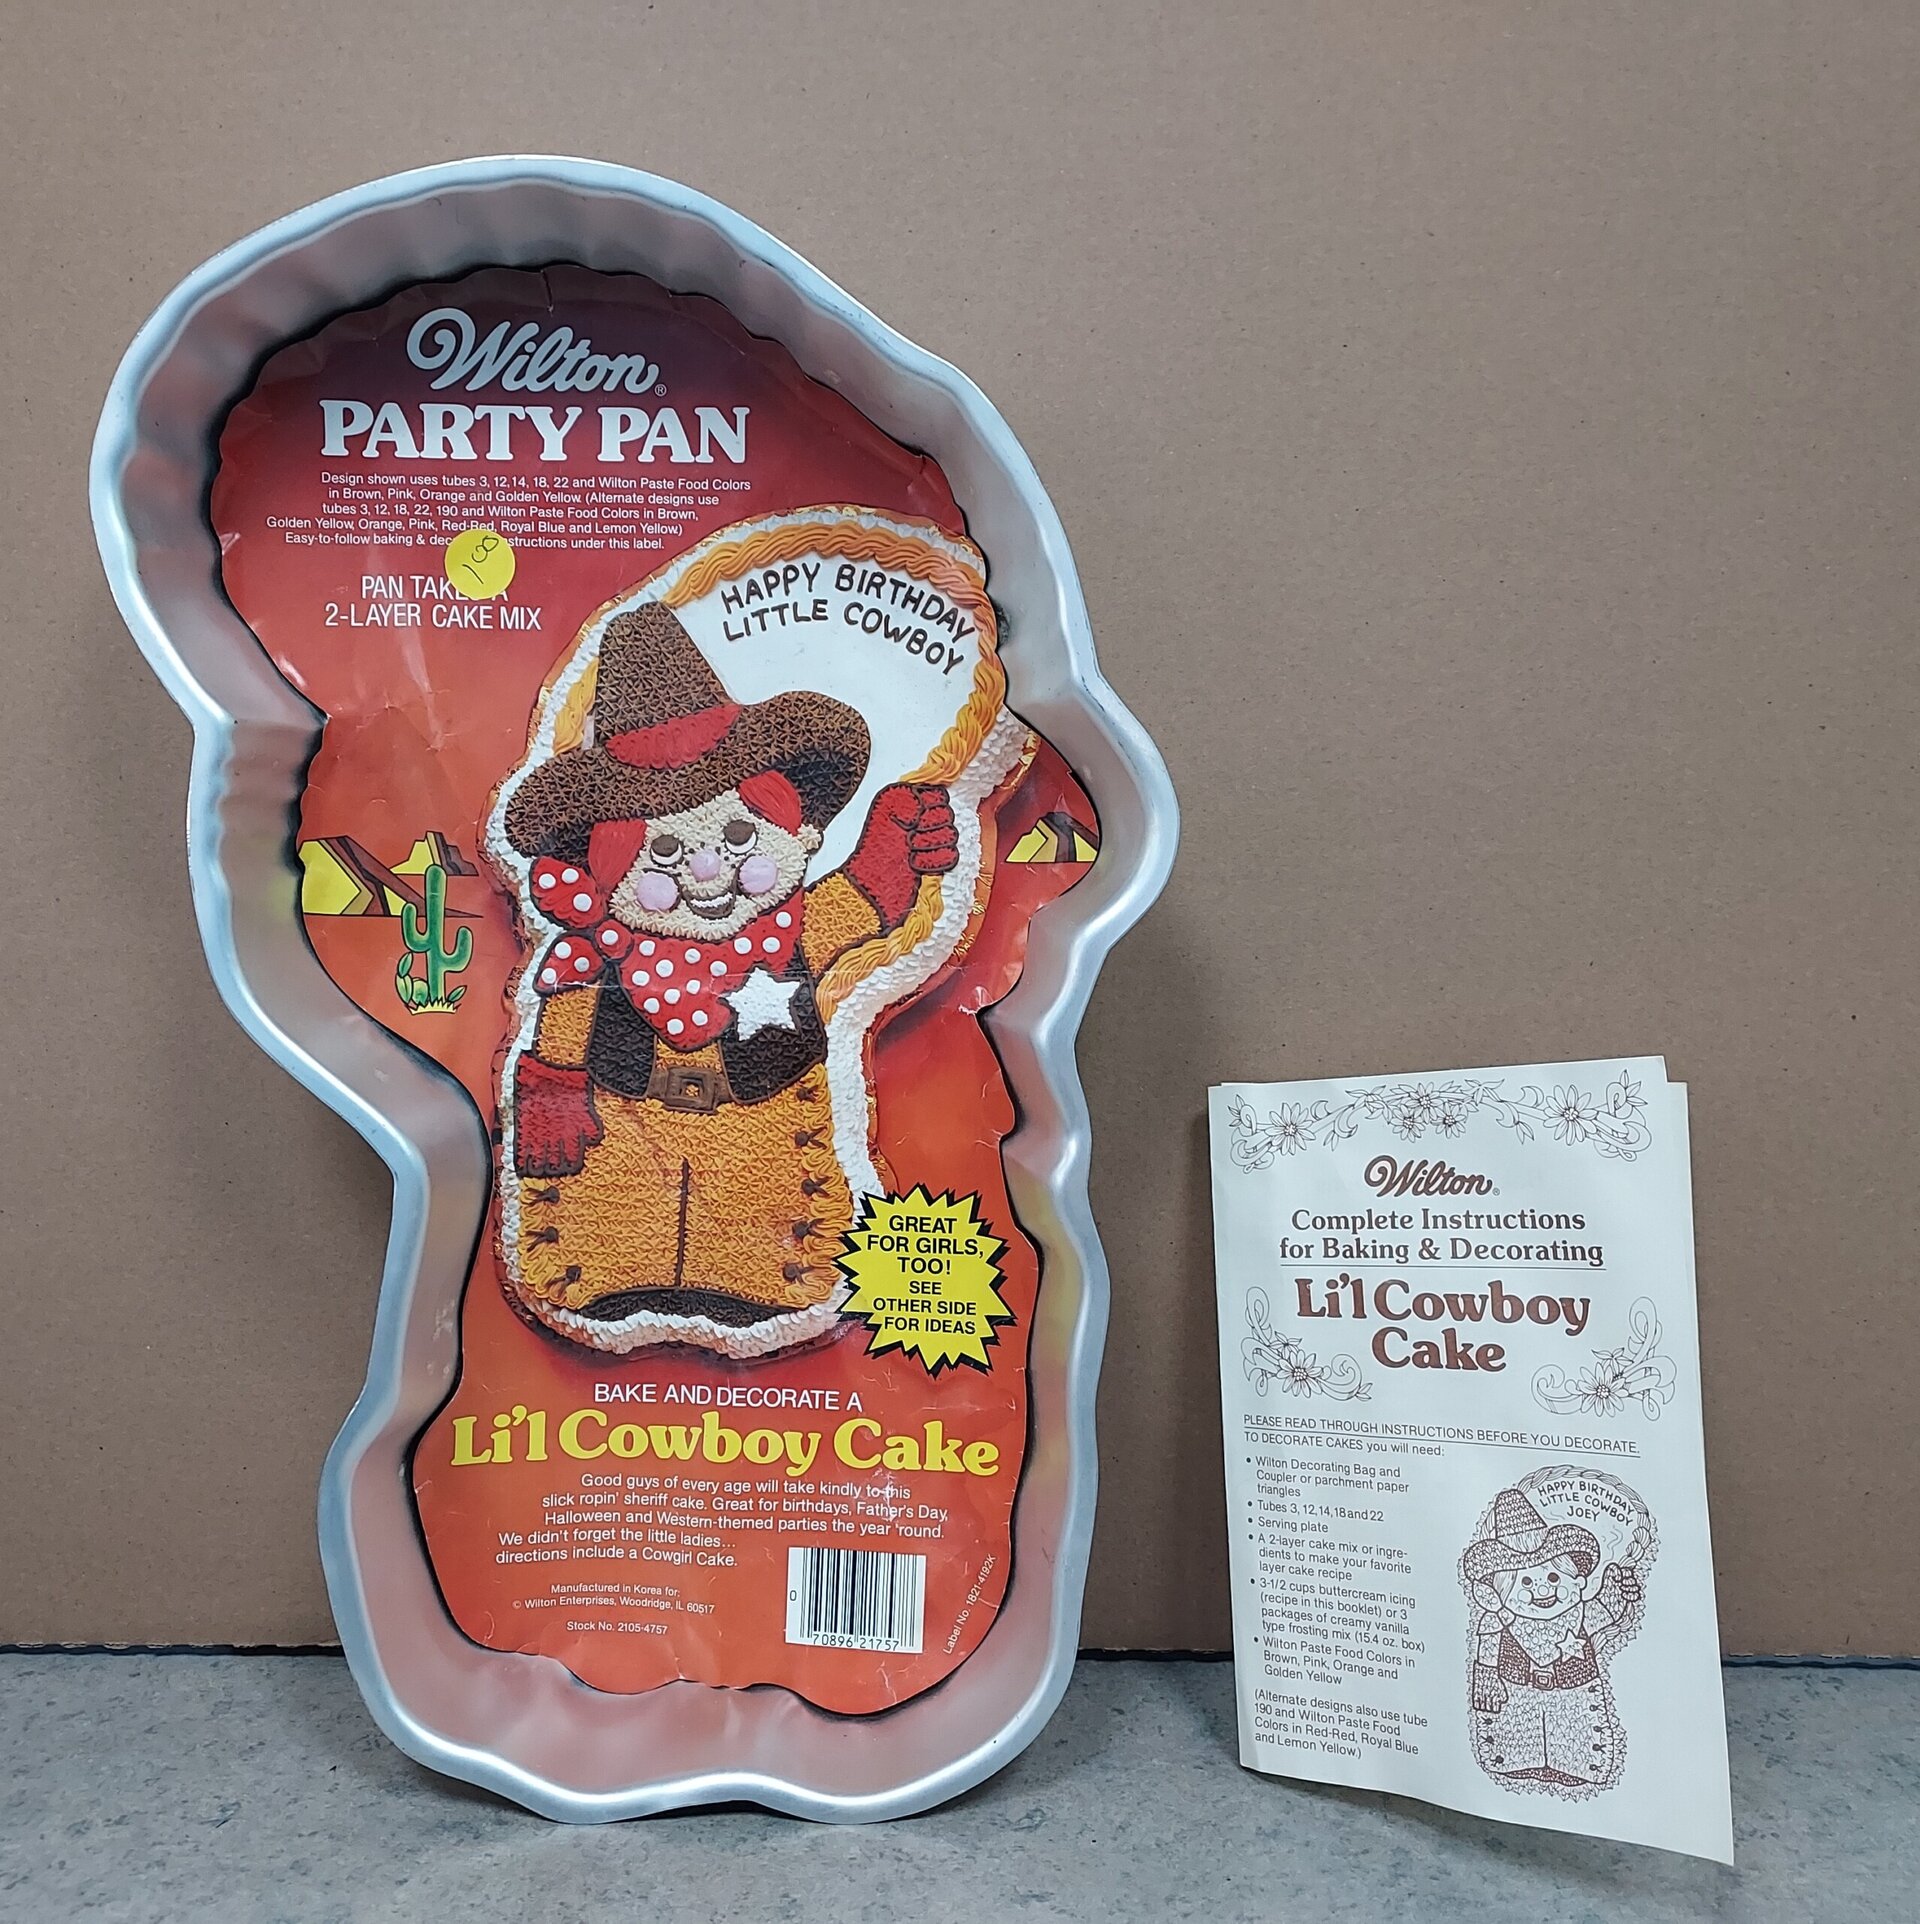 Wilton®
PARTY PAN
Design shown uses tubes 3, 12, 14, 18, 22 and Wilton Paste Food Colors
in Brown, Pink, Orange and Golden Yellow. (Alternate designs use
tubes 3, 12, 18, 22, 190 and Wilton Paste Food Colors in Brown,
Golden Yellow, Orange, Pink, Red-Red, Royal Blue and Lemon Yellow.)
Easy-to-follow baking & structions under this label.
PAN A
2-LAYER CAKE MIX
HAPPY BIRTHDAY
LITTLE COWBOY
GREAT
FOR GIRLS,
TOO!
SEE
OTHER SIDE
FOR IDEAS
BAKE AND DECORATE A
Li'l Cowboy Cake
Good guys of every age will take kindly to this
slick ropin' sheriff cake. Great for birthdays, Father's Day,
Halloween and Western-themed parties the year 'round.
We didn't forget the little ladies...
directions include a Cowgirl Cake.
Manufactured in Korea for:
© Wilton Enterprises, Woodridge, IL 60517
Stock No. 2105-4757
0 70896 21757
Label No. 1821-4192K
Wilton®
Complete Instructions
for Baking & Decorating
Li'l Cowboy
Cake
PLEASE READ THROUGH INSTRUCTIONS BEFORE YOU DECORATE.
TO DECORATE CAKES you will need:
• Wilton Decorating Bag and
Coupler or parchment paper
triangles
• Tubes 3, 12, 14, 18 and 22
• Serving plate
• A 2-layer cake mix or ingre-
dients to make your favorite
layer cake recipe
• 3-1/2 cups buttercream icing
(recipe in this booklet) or 3
packages of creamy vanilla
type frosting mix (15.4 oz. box)
• Wilton Paste Food Colors in
Brown, Pink, Orange and
Golden Yellow
(Alternate designs also use tube
190 and Wilton Paste Food
Colors in Red-Red, Royal Blue
and Lemon Yellow.)
HAPPY BIRTHDAY
LITTLE COWBOY
JOEY